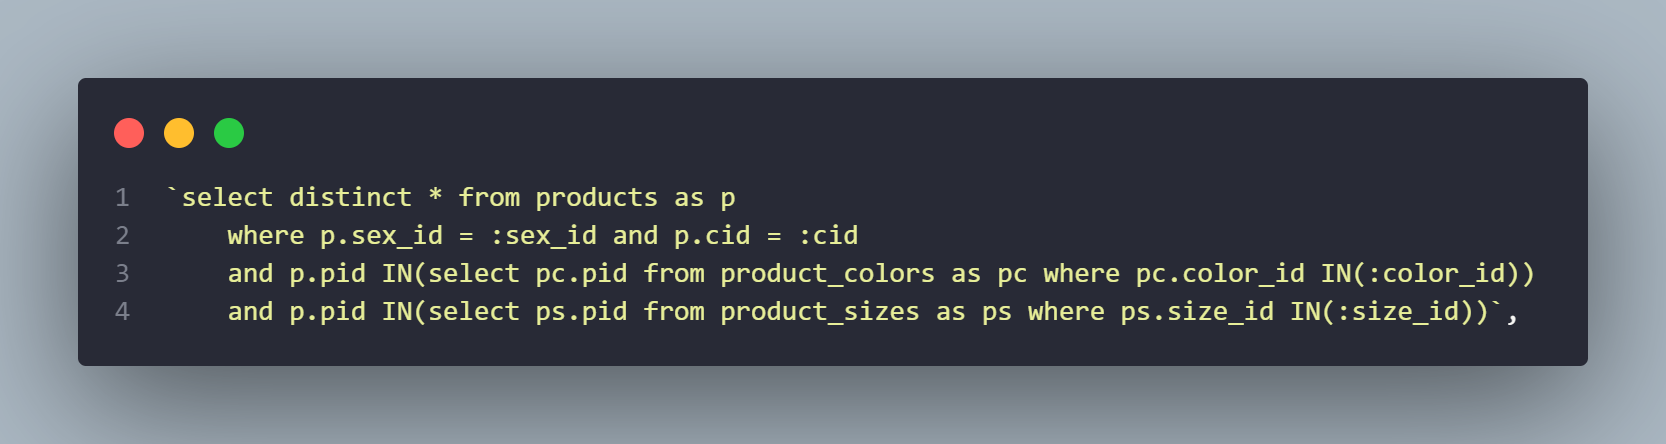 1 `select distinct * from products as p
2 where p.sex_id = :sex_id and p.cid = :cid
3 and p.pid IN(select pc.pid from product_colors as pc where pc.color_id IN(:color_id))
4 and p.pid IN(select ps.pid from product_sizes as ps where ps.size_id IN(:size_id))`,